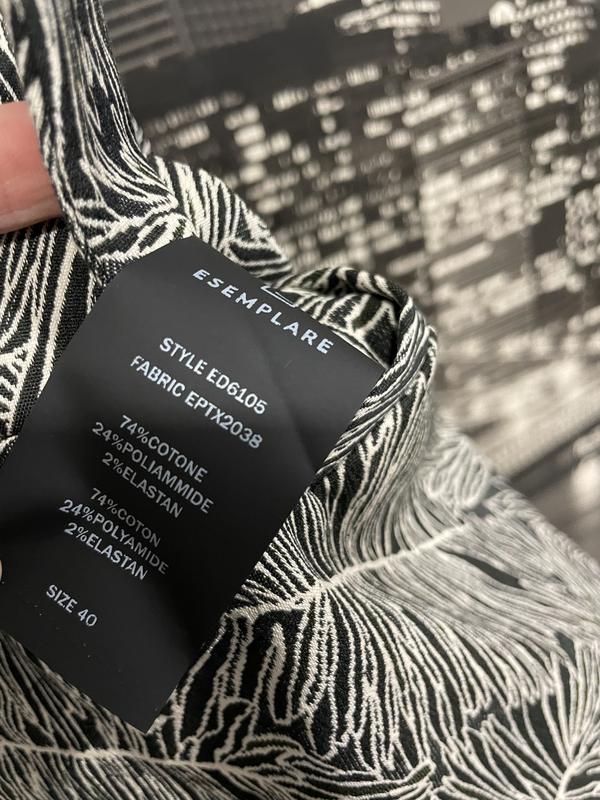 ESEMPLARE
STYLE ED6105
FABRIC EPTX2038
74%COTONE
24%POLIAMMIDE
2%ELASTAN
74%COTON
24%POLYAMIDE
2%ELASTAN
SIZE 40